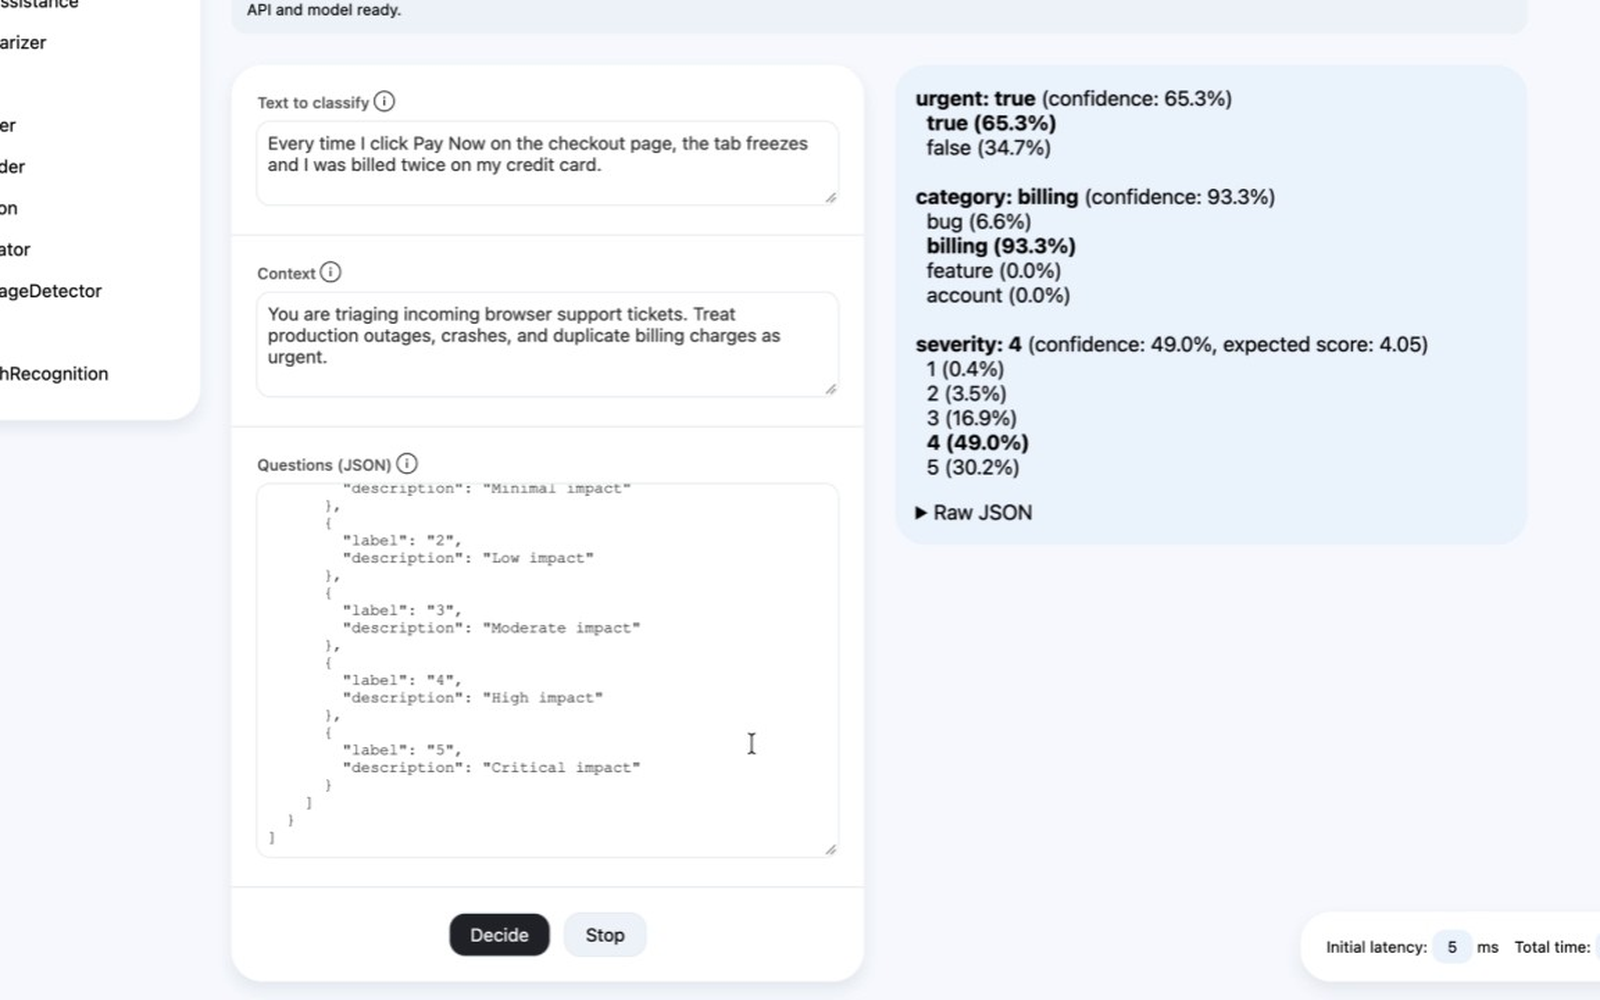 ssistance
arizer
er
der
on
ator
ageDetector
hRecognition
API and model ready.
Text to classify
Every time I click Pay Now on the checkout page, the tab freezes
and I was billed twice on my credit card.
Context
You are triaging incoming browser support tickets. Treat
production outages, crashes, and duplicate billing charges as
urgent.
Questions (JSON)
"description": "Minimal impact"
},
{
"label": "2",
"description": "Low impact"
},
{
"label": "3",
"description": "Moderate impact"
},
{
"label": "4",
"description": "High impact"
},
{
"label": "5",
"description": "Critical impact"
}
]
}
]
Decide
Stop
urgent: true (confidence: 65.3%)
true (65.3%)
false (34.7%)
category: billing (confidence: 93.3%)
bug (6.6%)
billing (93.3%)
feature (0.0%)
account (0.0%)
severity: 4 (confidence: 49.0%, expected score: 4.05)
1 (0.4%)
2 (3.5%)
3 (16.9%)
4 (49.0%)
5 (30.2%)
Raw JSON
Initial latency: 5 ms Total time: